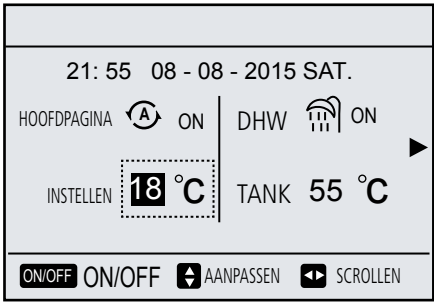 21: 55 08 - 08 - 2015 SAT.
HOOFDPAGINA A ON DHW ON
INSTELLEN 18 °C TANK 55 °C
ON/OFF ON/OFF AANPASSEN SCROLLEN